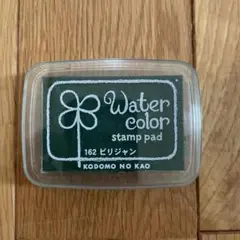 Water
color
stamp pad
162 ビリジャン
KODOMO NO KAO